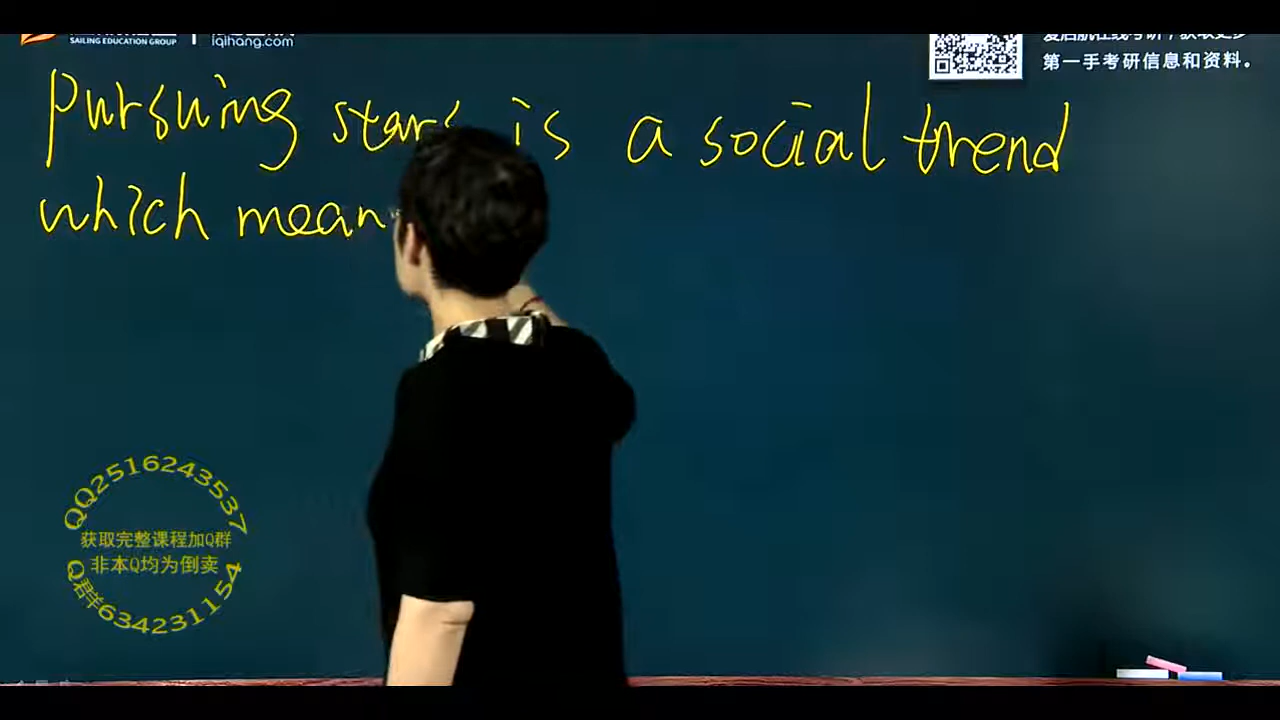 SAILING EDUCATION GROUP
iqihang.com
第一手考研信息和资料。
Pursuing stars is a social trend
which mean
QQ2516243537
获取完整课程加Q群
非本Q均为倒卖
Q群634231154